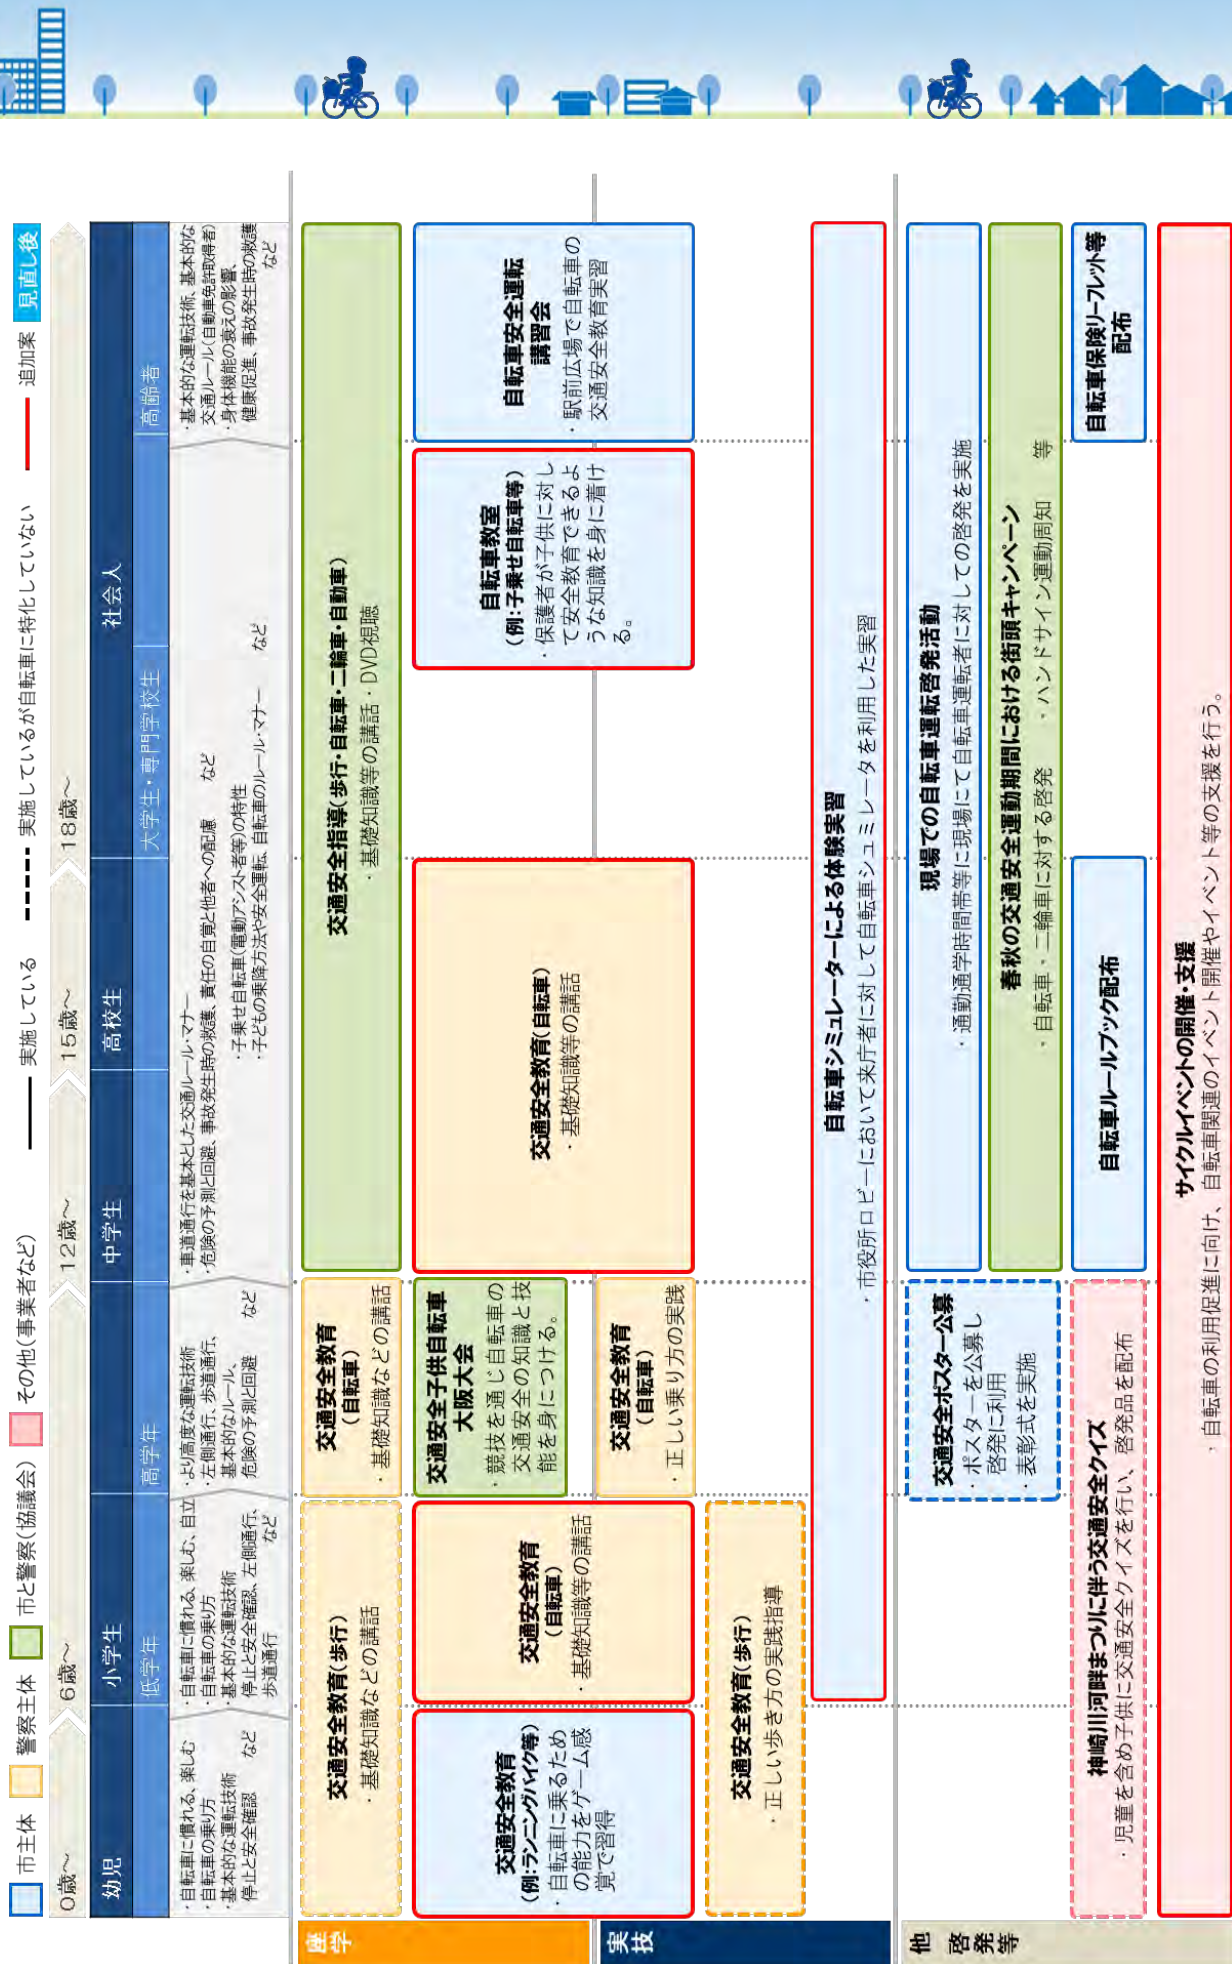 市主体
警察主体
市と警察(協議会)
その他(事業者など)
実施している
実施しているが自転車に特化していない
追加案
見直し後
0歳～
6歳～
12歳～
15歳～
18歳～
幼児
小学生
中学生
高校生
社会人
低学年
高学年
大学生・専門学校生
高齢者
・自転車に慣れる、楽しむ
・自転車の乗り方
・基本的な運転技術
停止と安全確認 など
・自転車に慣れる、楽しむ、自立
・自転車の乗り方
・基本的な運転技術
停止と安全確認、左側通行、
歩道通行 など
・より高度な運転技術
・左側通行、歩道通行、
基本的なルール、
危険の予測と回避 など
・車道通行を基本とした交通ルール・マナー
・危険の予測と回避、事故発生時の救護、責任の自覚と他者への配慮 など
・子乗せ自転車(電動アシスト車等)の特性
・子どもの乗降方法や安全運転、自転車のルール・マナー など
・基本的な運転技術、基本的な
交通ルール(自動車免許取得者)
・身体機能の衰えの影響、
健康促進、事故発生時の救護
など
座学
交通安全教育(歩行)
・基礎知識などの講話
交通安全教育
(自転車)
・基礎知識などの講話
交通安全指導(歩行・自転車・二輪車・自動車)
・基礎知識等の講話・DVD視聴
交通安全教育
(例:ランニングバイク等)
・自転車に乗るため
の能力をゲーム感
覚で習得
交通安全教育
(自転車)
・基礎知識等の講話
交通安全子供自転車
大阪大会
・競技を通じ自転車の
交通安全の知識と技
能を身につける。
交通安全教育(自転車)
・基礎知識等の講話
自転車教室
(例:子乗せ自転車等)
・保護者が子供に対し
て安全教育できるよ
うな知識を身に着け
る。
自転車安全運転
講習会
・駅前広場で自転車の
交通安全教育実習
実技
交通安全教育
(自転車)
・正しい乗り方の実践
交通安全教育(歩行)
・正しい歩き方の実践指導
自転車シミュレーターによる体験実習
・市役所ロビーにおいて来庁者に対して自転車シュミレータを利用した実習
他
啓発等
交通安全ポスター公募
・ポスターを公募し
啓発に利用
・表彰式を実施
現場での自転車運転啓発活動
・通勤通学時間帯等に現場にて自転車運転者に対しての啓発を実施
春秋の交通安全運動期間における街頭キャンペーン
・自転車・二輪車に対する啓発 ・ハンドサイン運動周知 等
神崎川河畔まつりに伴う交通安全クイズ
・児童を含め子供に交通安全クイズを行い、啓発品を配布
自転車ルールブック配布
自転車保険リーフレット等
配布
サイクルイベントの開催・支援
・自転車の利用促進に向け、自転車関連のイベント開催やイベント等の支援を行う。